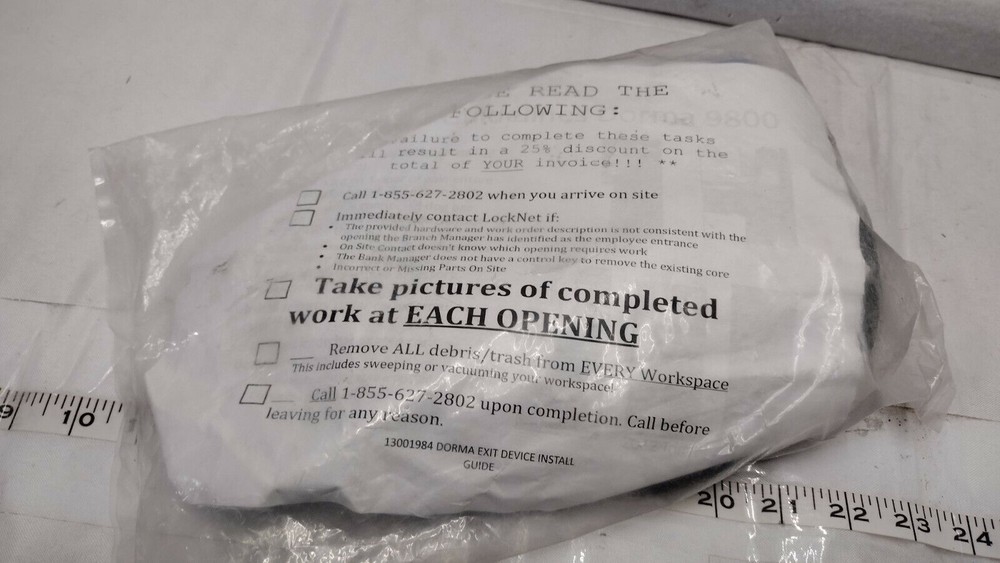 READ THE
FOLLOWING:
ailure to complete these tasks
result in a 25% discount on the
total of YOUR invoice!!! **
Call 1-855-627-2802 when you arrive on site
Immediately contact LockNet if:
• The provided hardware and work order description is not consistent with the
opening the Branch Manager has identified as the employee entrance
• On Site Contact doesn't know which opening requires work
• The Bank Manager does not have a control key to remove the existing core
• Incorrect or Missing Parts On Site
Take pictures of completed
work at EACH OPENING
__ Remove ALL debris/trash from EVERY Workspace
This includes sweeping or vacuuming your workspace!
__ Call 1-855-627-2802 upon completion. Call before
leaving for any reason.
13001984 DORMA EXIT DEVICE INSTALL
GUIDE
9 10
20 21 22 23 24